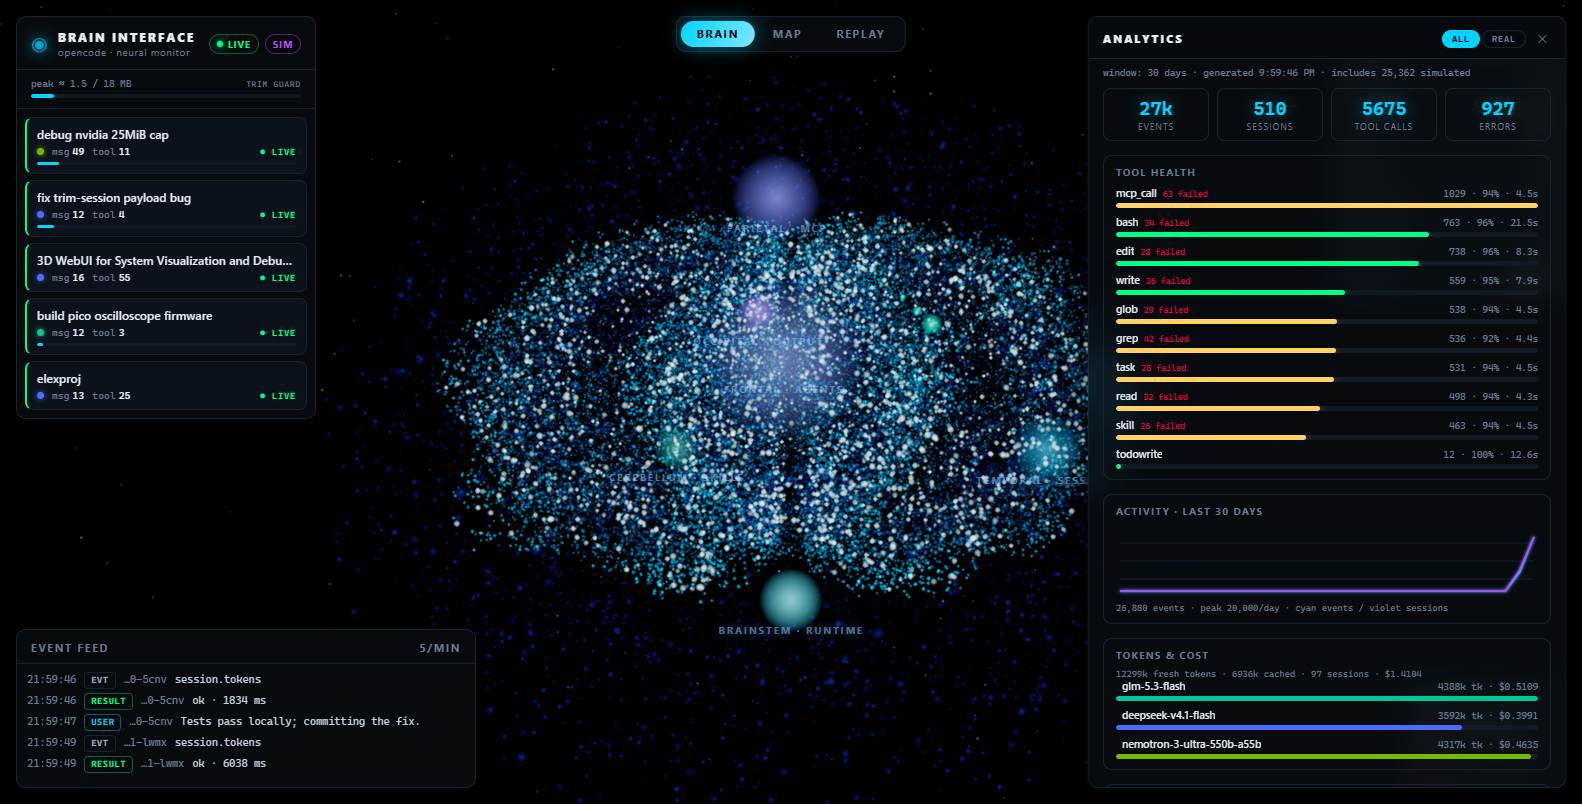 BRAIN INTERFACE
opencode · neural monitor
LIVE
SIM
peak ≈ 1.5 / 18 MB
TRIM GUARD
debug nvidia 25MiB cap
msg 49 tool 11
LIVE
fix trim-session payload bug
msg 12 tool 4
LIVE
3D WebUI for System Visualization and Debu...
msg 16 tool 55
LIVE
build pico oscilloscope firmware
msg 12 tool 3
LIVE
elexproj
msg 13 tool 25
LIVE
BRAIN
MAP
REPLAY
PARIETAL · MCP
FRONTAL · AGENTS
CEREBELLUM
TEMPORAL · SESS
BRAINSTEM · RUNTIME
EVENT FEED
5/MIN
21:59:46 EVT …0-5cnv session.tokens
21:59:46 RESULT …0-5cnv ok · 1834 ms
21:59:47 USER …0-5cnv Tests pass locally; committing the fix.
21:59:49 EVT …1-lwmx session.tokens
21:59:49 RESULT …1-lwmx ok · 6038 ms
ANALYTICS
ALL
REAL
window: 30 days · generated 9:59:46 PM · includes 25,362 simulated
27k
EVENTS
510
SESSIONS
5675
TOOL CALLS
927
ERRORS
TOOL HEALTH
mcp_call 63 failed 1029 · 94% · 4.5s
bash 34 failed 763 · 96% · 21.5s
edit 28 failed 738 · 96% · 8.3s
write 26 failed 559 · 95% · 7.9s
glob 29 failed 538 · 94% · 4.5s
grep 42 failed 536 · 92% · 4.4s
task 28 failed 531 · 94% · 4.5s
read 32 failed 498 · 94% · 4.3s
skill 26 failed 463 · 94% · 4.5s
todowrite 12 · 100% · 12.6s
ACTIVITY · LAST 30 DAYS
26,880 events · peak 20,000/day · cyan events / violet sessions
TOKENS & COST
12299k fresh tokens · 6936k cached · 97 sessions · $1.4104
glm-5.3-flash 4388k tk · $0.5109
deepseek-v4.1-flash 3592k tk · $0.3991
nemotron-3-ultra-550b-a55b 4317k tk · $0.4635